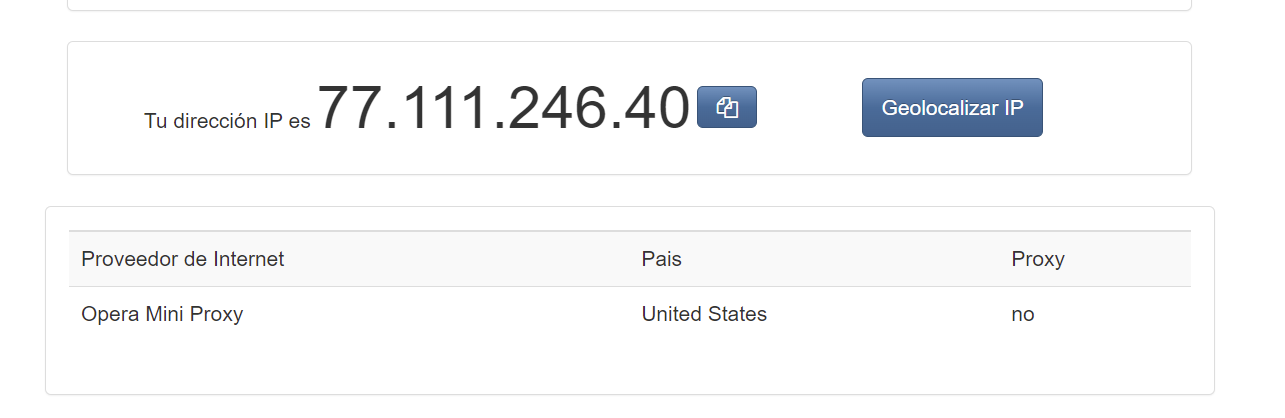 Tu dirección IP es 77.111.246.40 Geolocalizar IP
Proveedor de Internet Pais Proxy
Opera Mini Proxy United States no